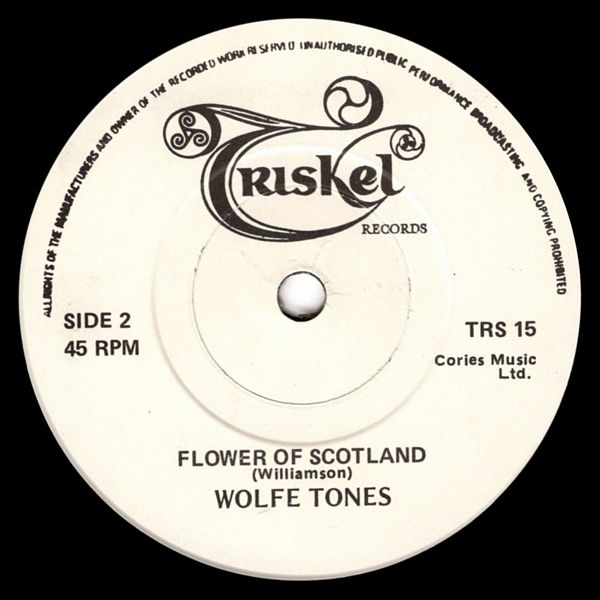 ALL RIGHTS OF THE MANUFACTURERS AND OWNER OF THE RECORDED WORK RESERVED UNAUTHORISED PUBLIC PERFORMANCE BROADCASTING AND COPYING PROHIBITED
TRISKEL
RECORDS
SIDE 2
45 RPM
TRS 15
Cories Music
Ltd.
FLOWER OF SCOTLAND
(Williamson)
WOLFE TONES